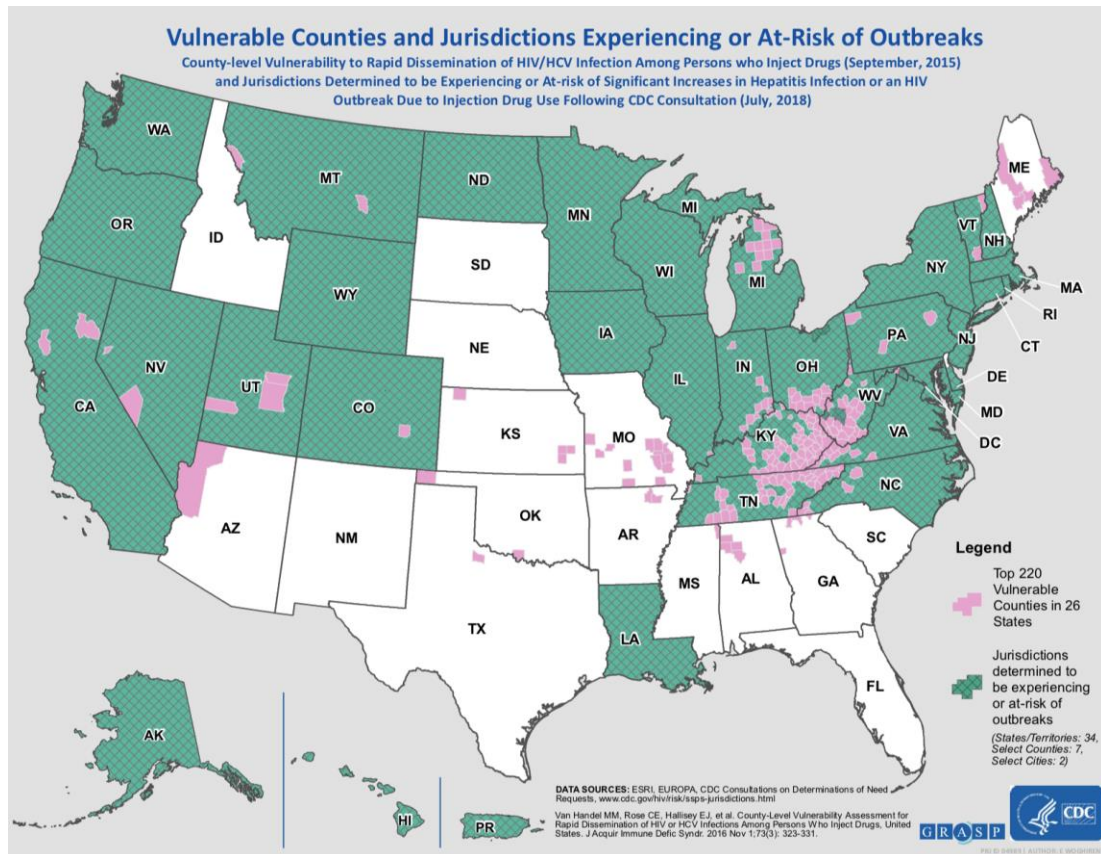 Vulnerable Counties and Jurisdictions Experiencing or At-Risk of Outbreaks
County-level Vulnerability to Rapid Dissemination of HIV/HCV Infection Among Persons who Inject Drugs (September, 2015)
and Jurisdictions Determined to be Experiencing or At-risk of Significant Increases in Hepatitis Infection or an HIV
Outbreak Due to Injection Drug Use Following CDC Consultation (July, 2018)
WA
MT
ND
MN
MI
ME
OR
ID
SD
WI
MI
VT
NH
NY
MA
RI
CT
WY
IA
NE
PA
NJ
NV
UT
CO
IL
IN
OH
DE
MD
DC
CA
KS
MO
KY
WV
VA
AZ
NM
OK
AR
TN
NC
SC
MS
AL
GA
TX
LA
FL
AK
HI
PR
Legend
Top 220
Vulnerable
Counties in 26
States
Jurisdictions
determined to
be experiencing
or at-risk of
outbreaks
(States/Territories: 34,
Select Counties: 7,
Select Cities: 2)
DATA SOURCES: ESRI, EUROPA, CDC Consultations on Determinations of Need
Requests, www.cdc.gov/hiv/risk/ssps-jurisdictions.html
Van Handel MM, Rose CE, Hallisey EJ, et al. County-Level Vulnerability Assessment for
Rapid Dissemination of HIV or HCV Infections Among Persons Who Inject Drugs, United
States. J Acquir Immune Defic Syndr. 2016 Nov 1;73(3): 323-331.
GRASP
CDC